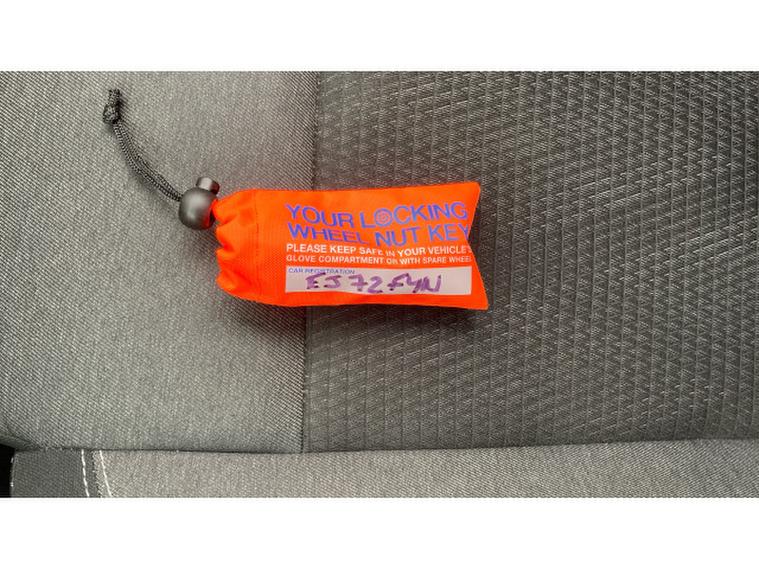 YOUR LOCKING
WHEEL NUT KEY
PLEASE KEEP SAFE IN YOUR VEHICLE'S
GLOVE COMPARTMENT OR WITH SPARE WHEEL
CAR REGISTRATION
EJ72 FYN